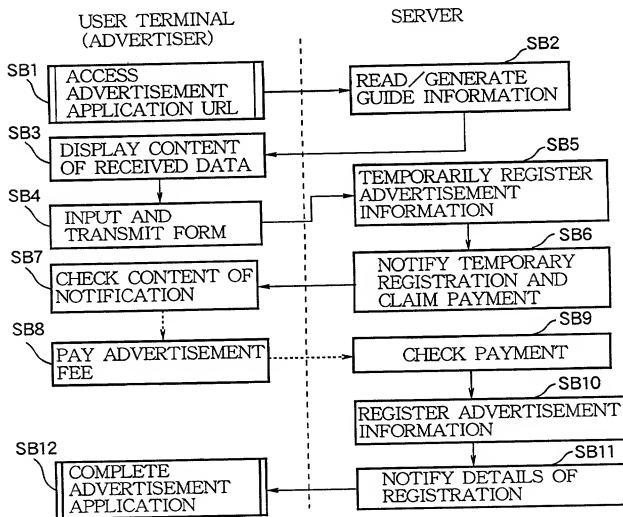 USER TERMINAL
(ADVERTISER)
SERVER
SB1
ACCESS
ADVERTISEMENT
APPLICATION URL
SB2
READ/GENERATE
GUIDE INFORMATION
SB3
DISPLAY CONTENT
OF RECEIVED DATA
SB4
INPUT AND
TRANSMIT FORM
SB5
TEMPORARILY REGISTER
ADVERTISEMENT
INFORMATION
SB6
NOTIFY TEMPORARY
REGISTRATION AND
CLAIM PAYMENT
SB7
CHECK CONTENT OF
NOTIFICATION
SB8
PAY ADVERTISEMENT
FEE
SB9
CHECK PAYMENT
SB10
REGISTER ADVERTISEMENT
INFORMATION
SB11
NOTIFY DETAILS OF
REGISTRATION
SB12
COMPLETE
ADVERTISEMENT
APPLICATION